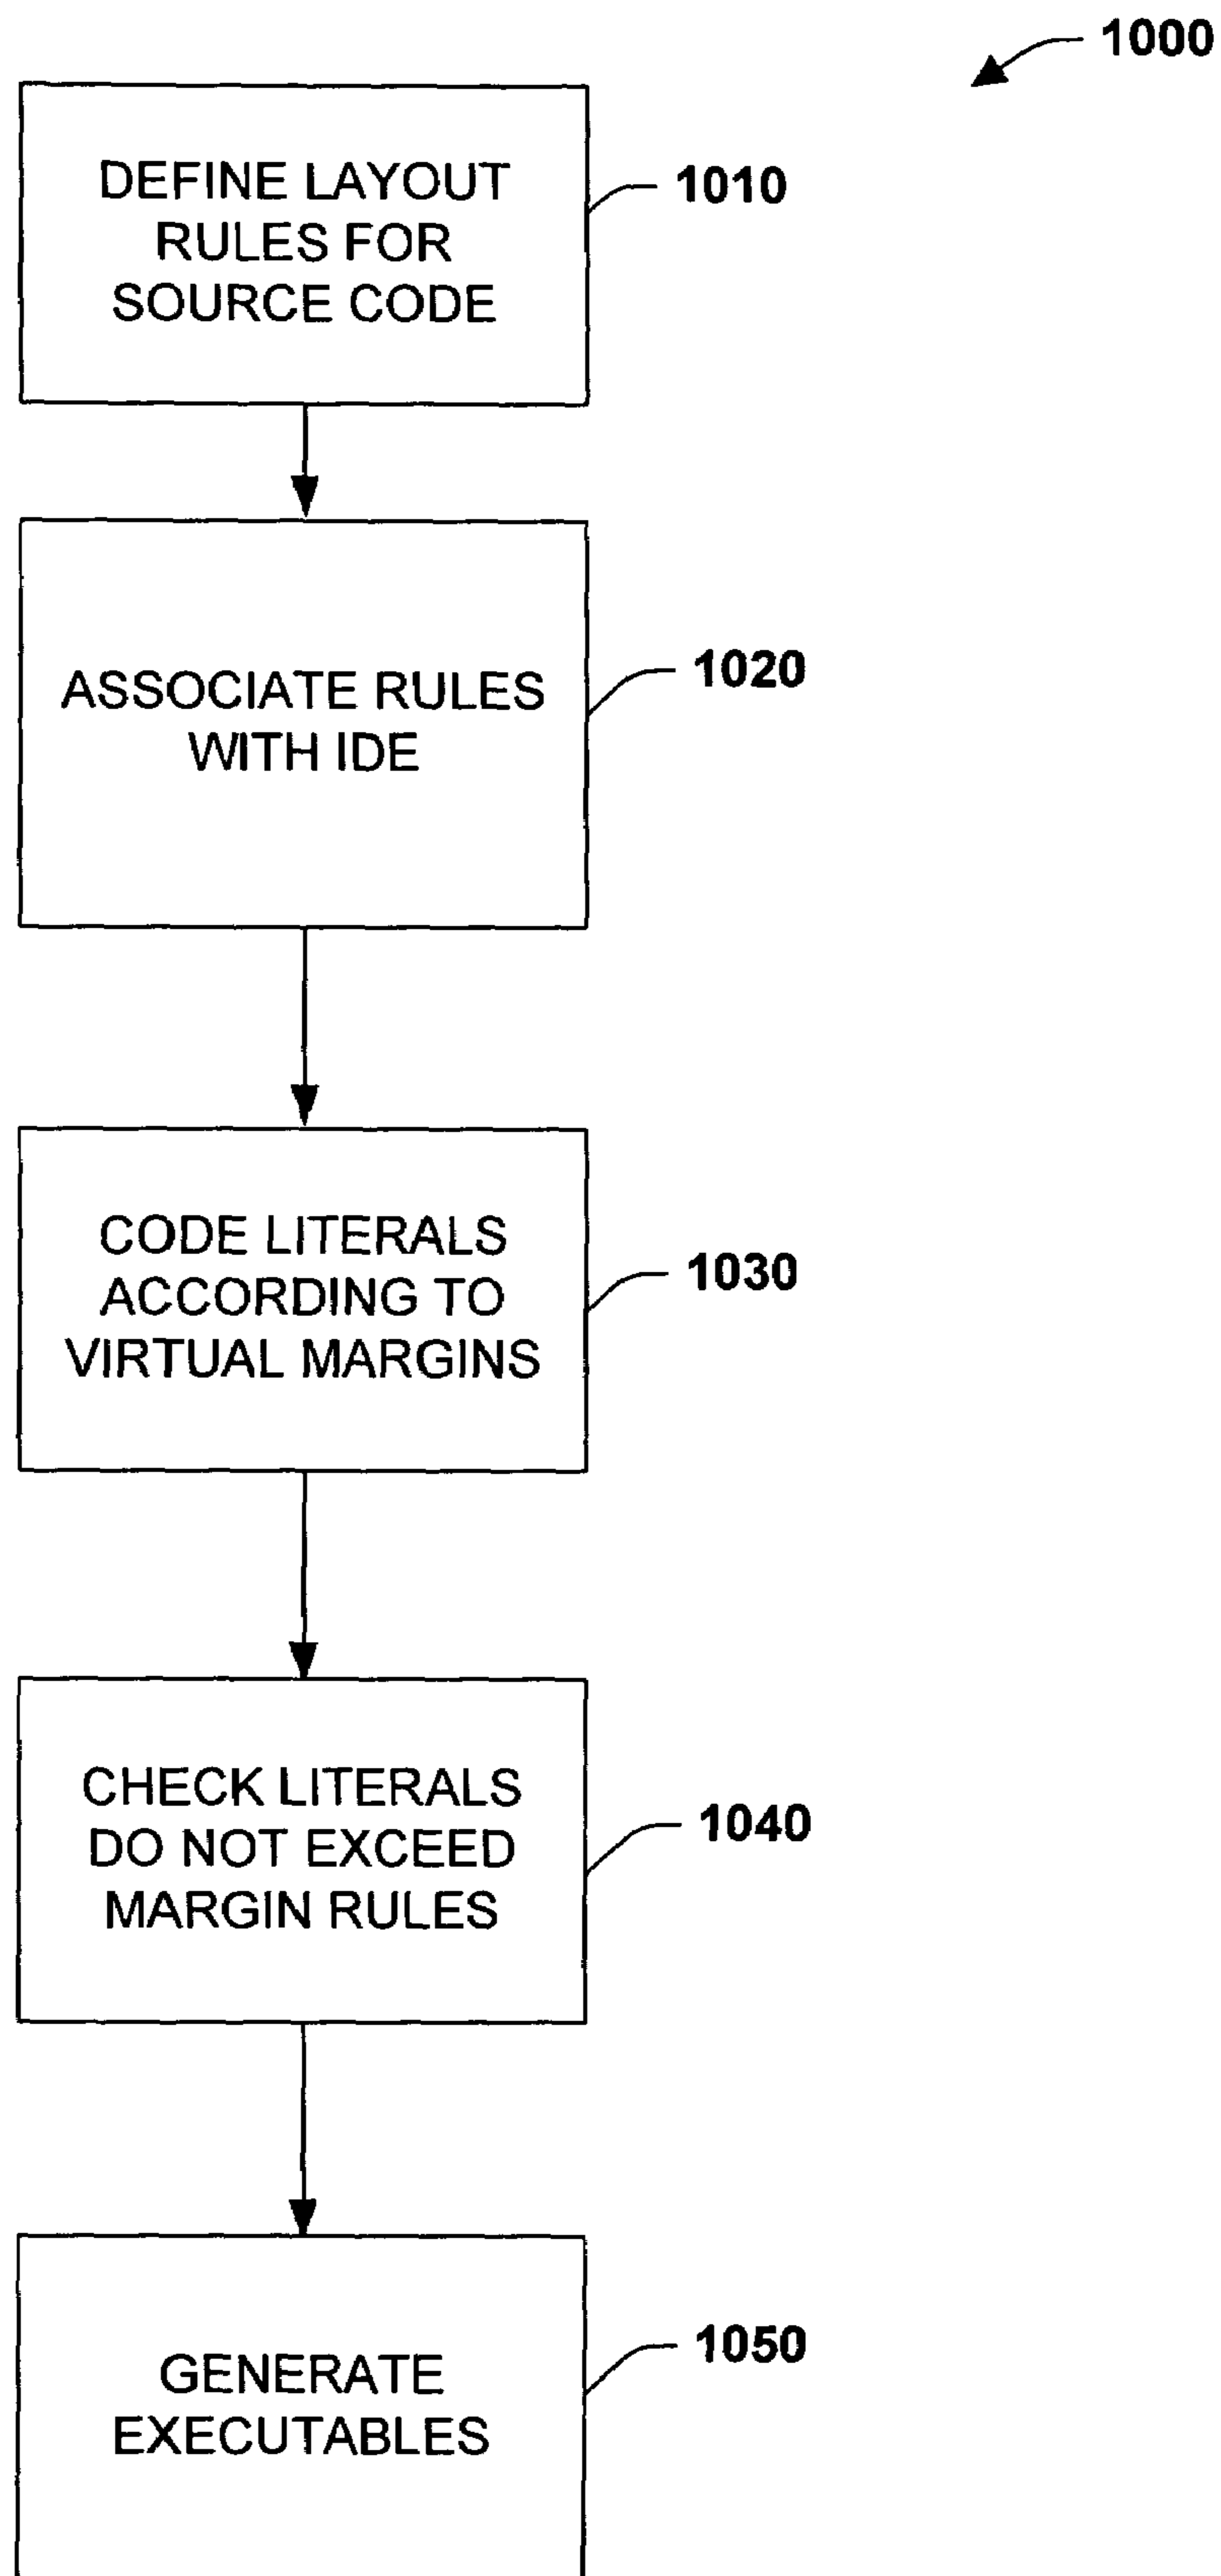 1000
DEFINE LAYOUT
RULES FOR
SOURCE CODE
1010
ASSOCIATE RULES
WITH IDE
1020
CODE LITERALS
ACCORDING TO
VIRTUAL MARGINS
1030
CHECK LITERALS
DO NOT EXCEED
MARGIN RULES
1040
GENERATE
EXECUTABLES
1050